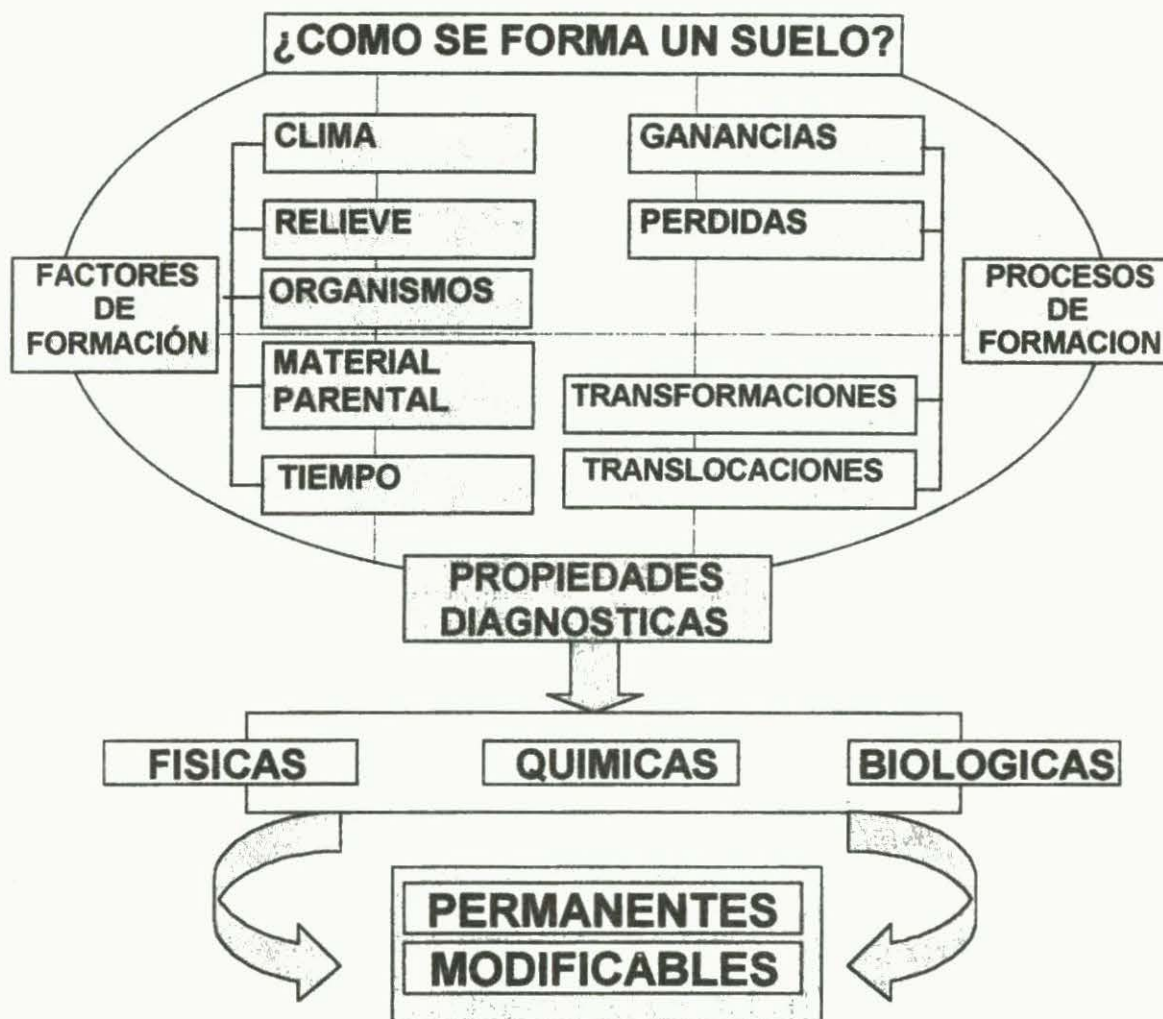 ¿COMO SE FORMA UN SUELO?
CLIMA
RELIEVE
ORGANISMOS
MATERIAL
PARENTAL
TIEMPO
FACTORES
DE
FORMACIÓN
GANANCIAS
PERDIDAS
TRANSFORMACIONES
TRANSLOCACIONES
PROCESOS
DE
FORMACION
PROPIEDADES
DIAGNOSTICAS
FISICAS
QUIMICAS
BIOLOGICAS
PERMANENTES
MODIFICABLES